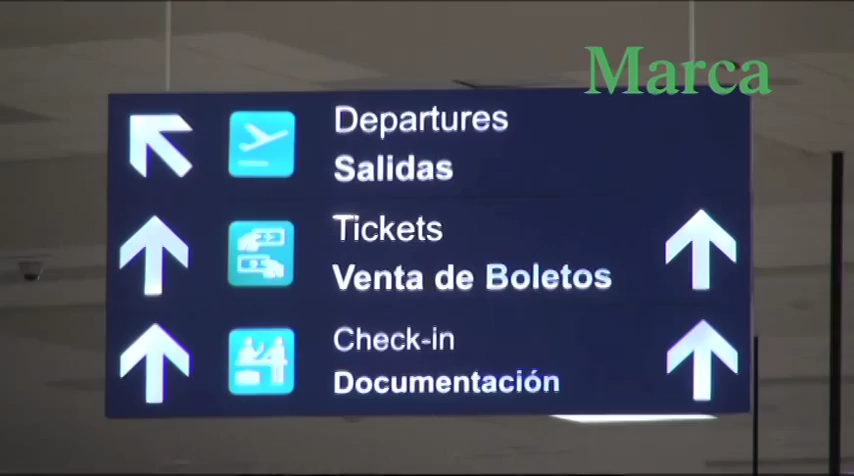 Marca
Departures
Salidas
Tickets
Venta de Boletos
Check-in
Documentación